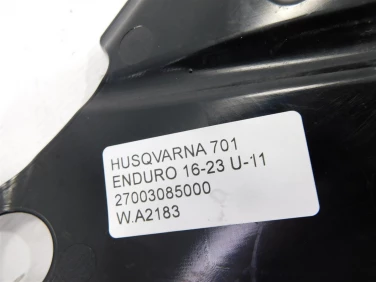 HUSQVARNA 701
ENDURO 16-23 U-11
27003085000
W.A2183